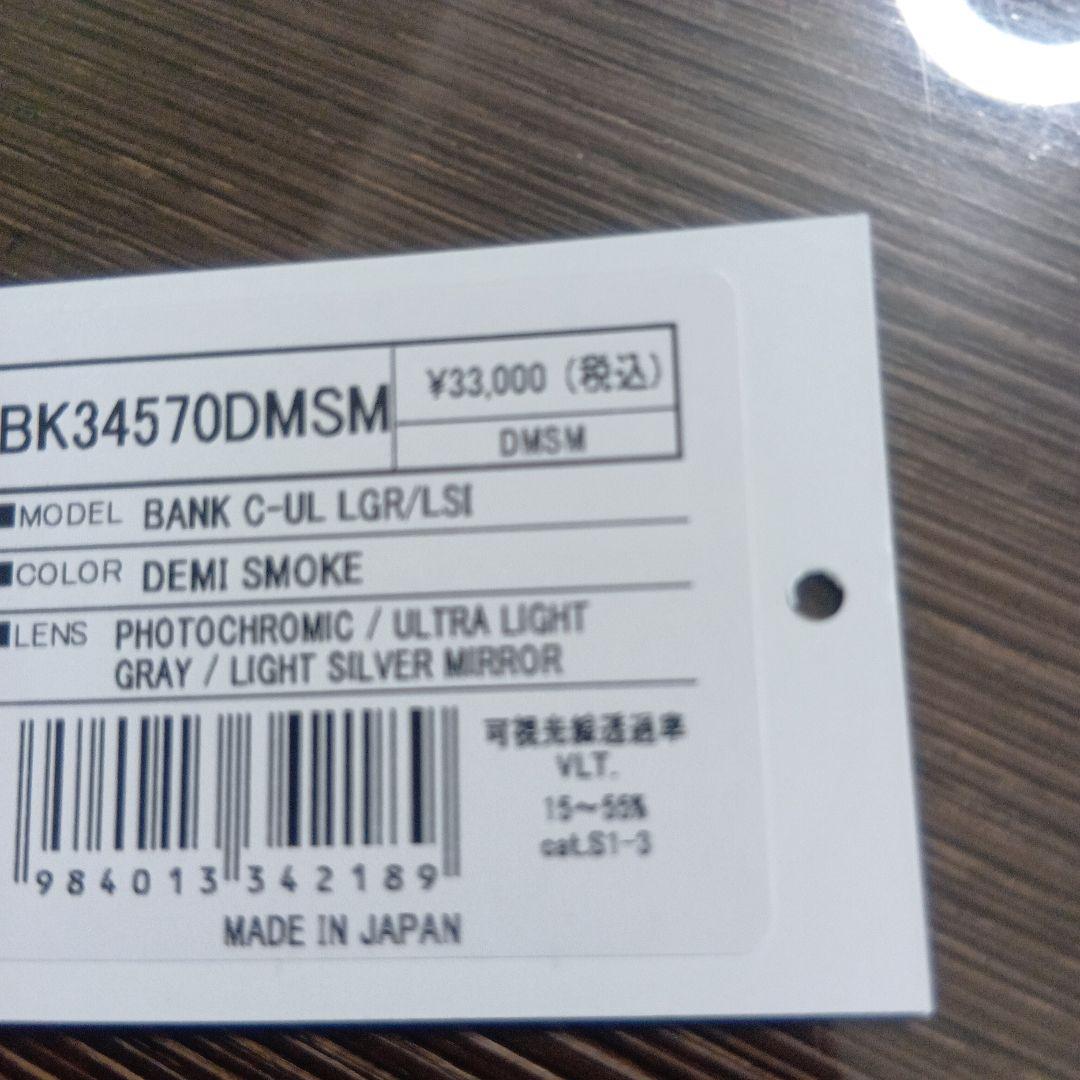 BK34570DMSM
¥33,000（税込）
DMSM
■MODEL BANK C-UL LGR/LSI
■COLOR DEMI SMOKE
■LENS PHOTOCHROMIC / ULTRA LIGHT
GRAY / LIGHT SILVER MIRROR
可視光線透過率
VLT.
15～55%
cat.S1-3
984013 342189
MADE IN JAPAN